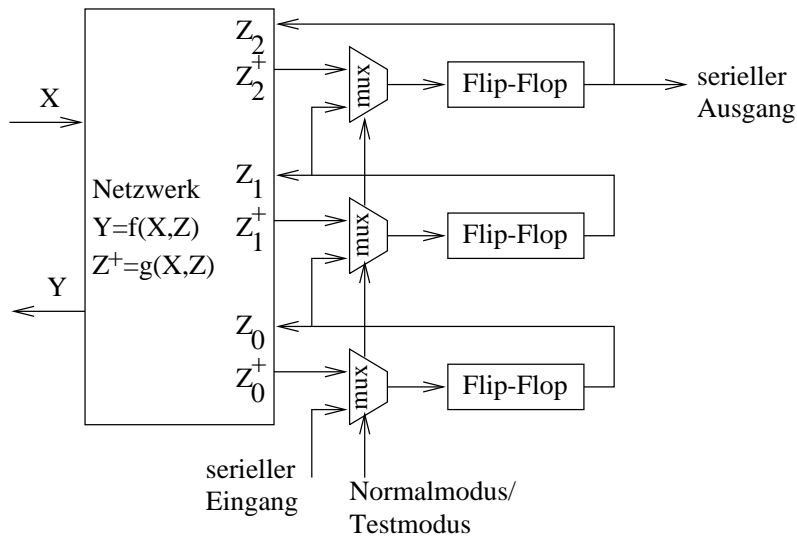 Z2
Z2+
mux
Flip-Flop
serieller
Ausgang
X
Netzwerk
Y=f(X,Z)
Z+=g(X,Z)
Z1
Z1+
mux
Flip-Flop
Y
Z0
Z0+
mux
Flip-Flop
serieller
Eingang
Normalmodus/
Testmodus